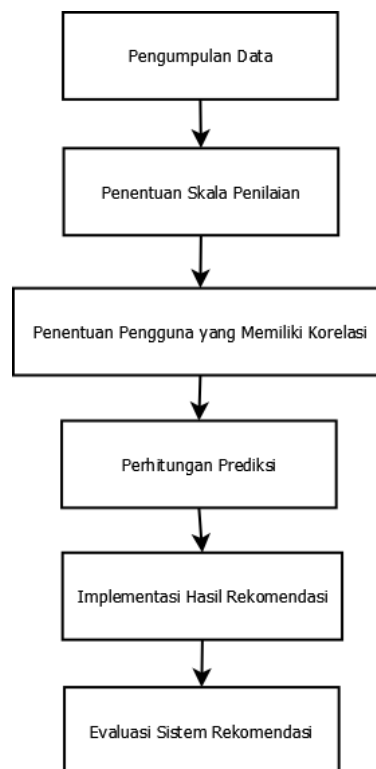 Pengumpulan Data
Penentuan Skala Penilaian
Penentuan Pengguna yang Memiliki Korelasi
Perhitungan Prediksi
Implementasi Hasil Rekomendasi
Evaluasi Sistem Rekomendasi